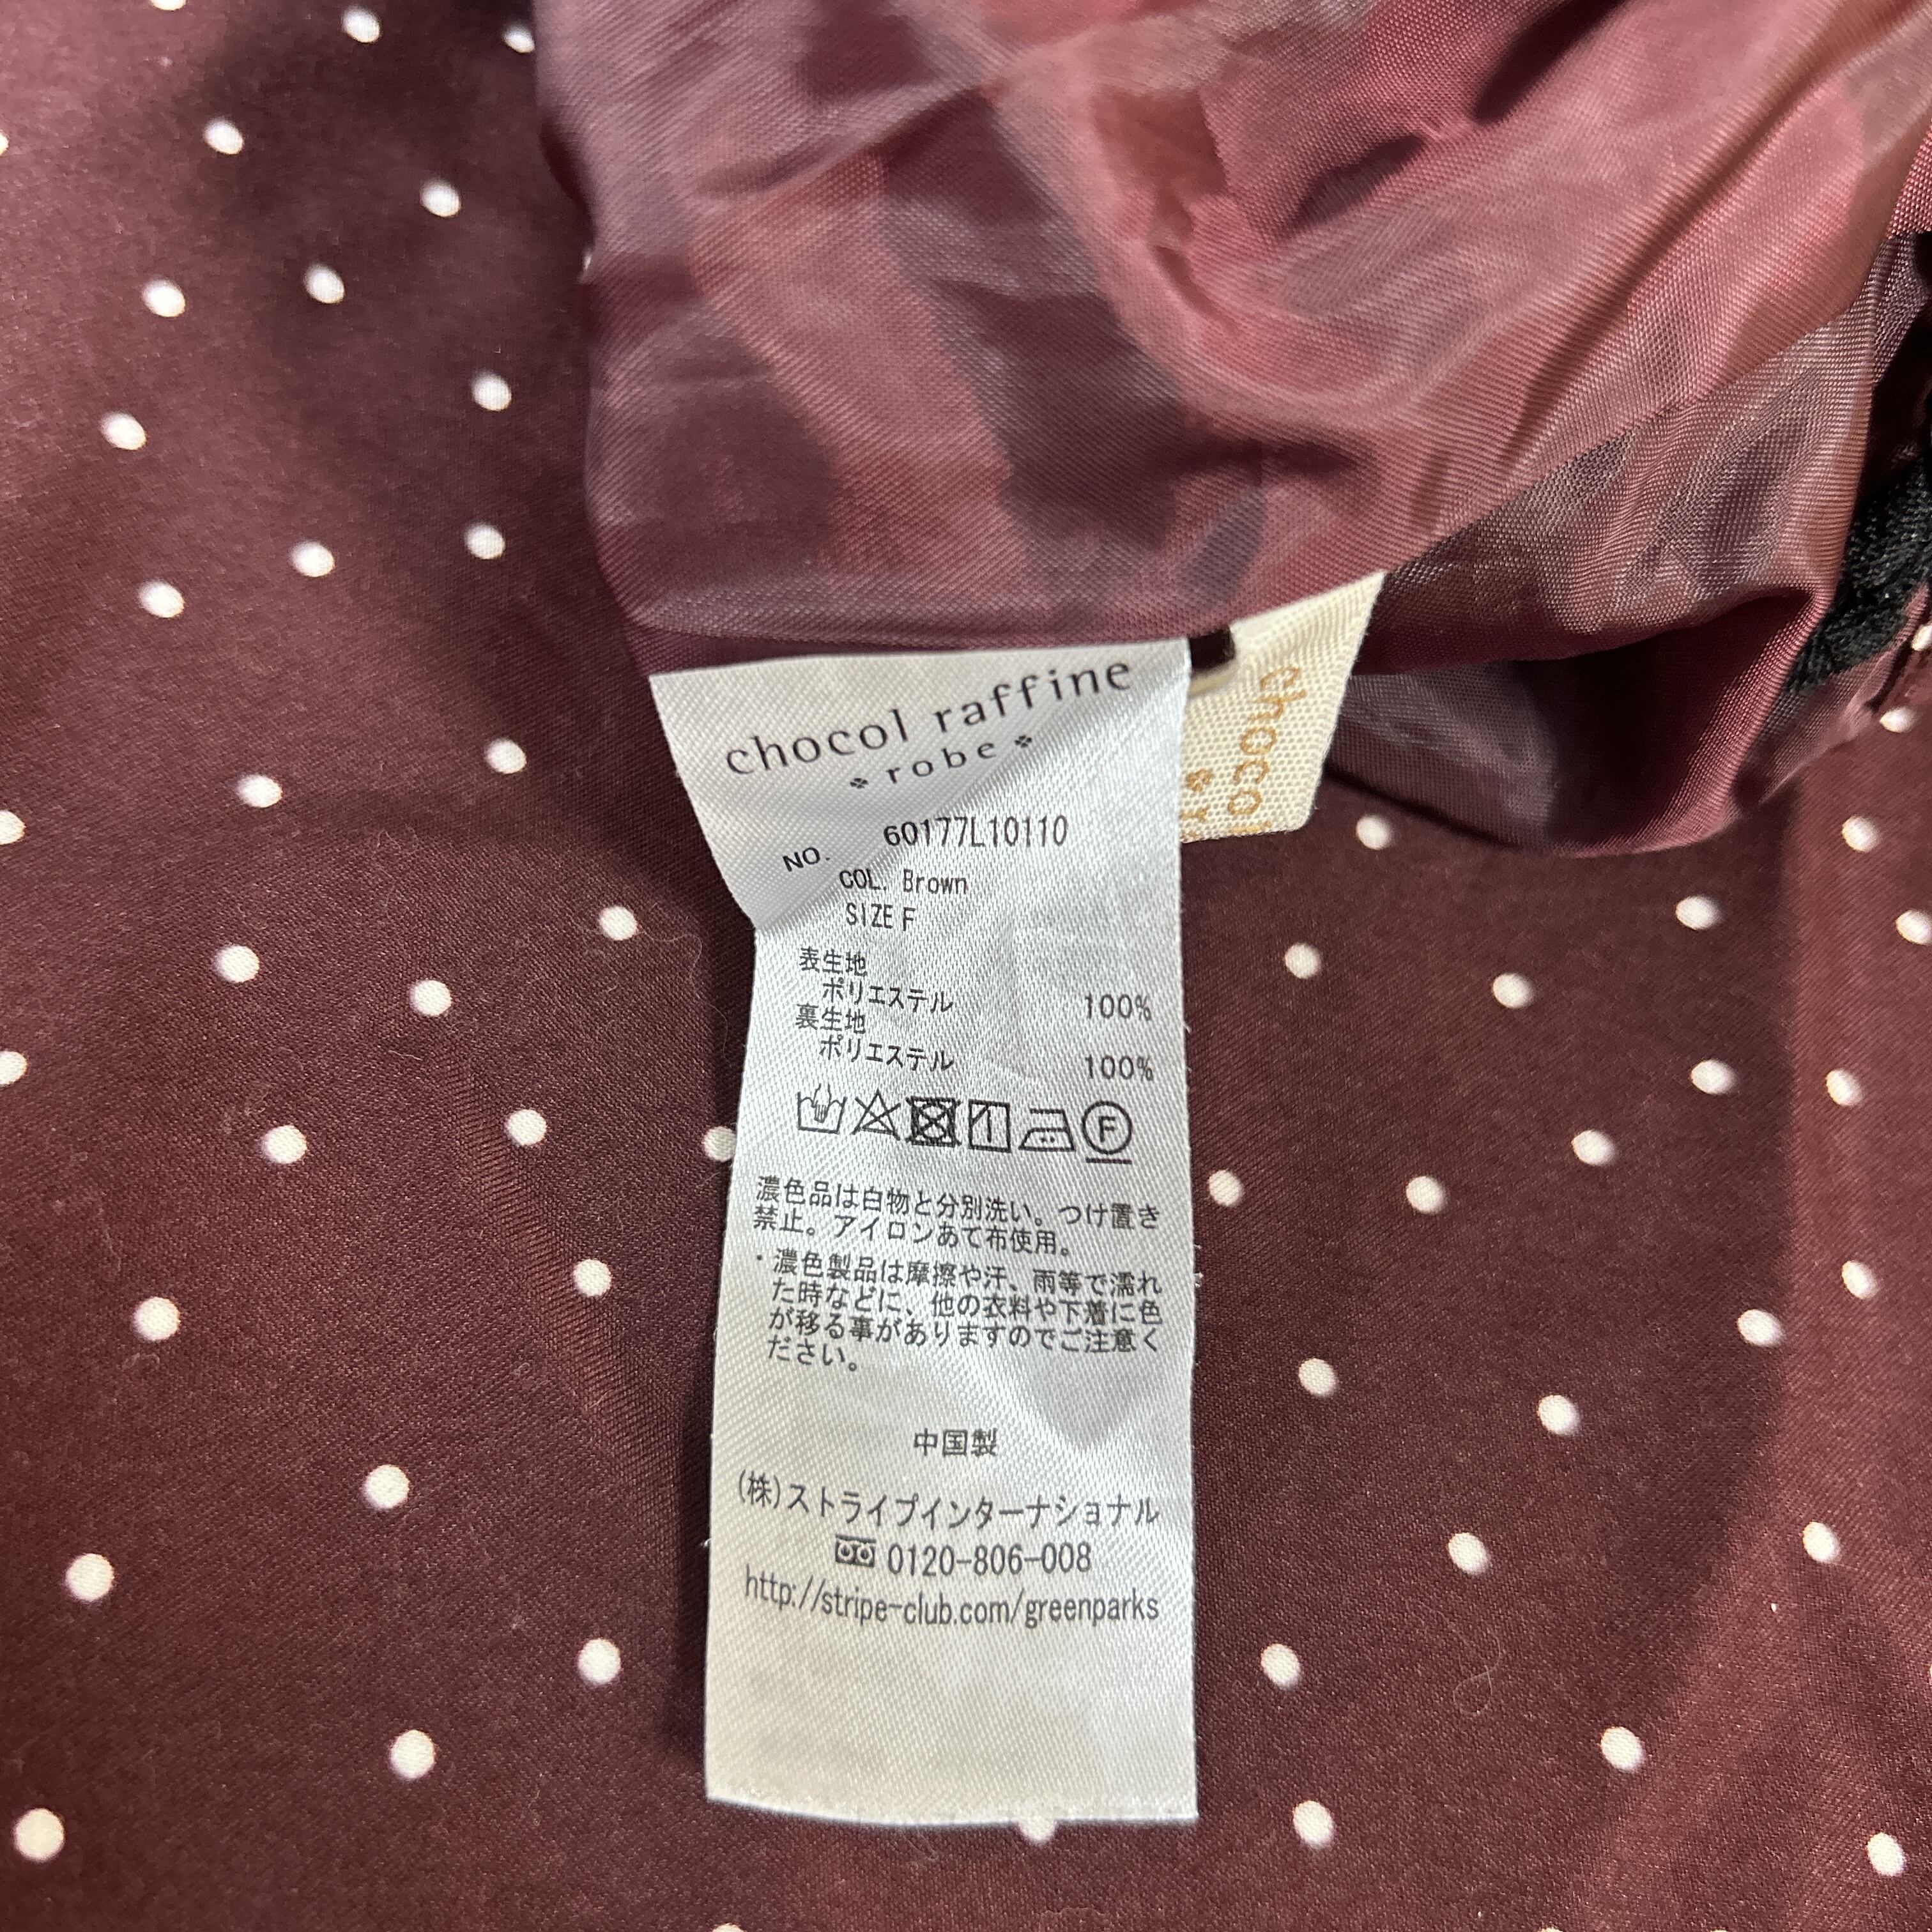 chocol raffine
robe
NO. 60177L10110
COL. Brown
SIZE F
表生地
ポリエステル 100%
裏生地
ポリエステル 100%
F
濃色品は白物と分別洗い。つけ置き
禁止。アイロンあて布使用。
・濃色製品は摩擦や汗、雨等で濡れ
た時などに、他の衣料や下着に色
が移る事がありますのでご注意く
ださい。
中国製
(株)ストライプインターナショナル
0120-806-008
http://stripe-club.com/greenparks
choco